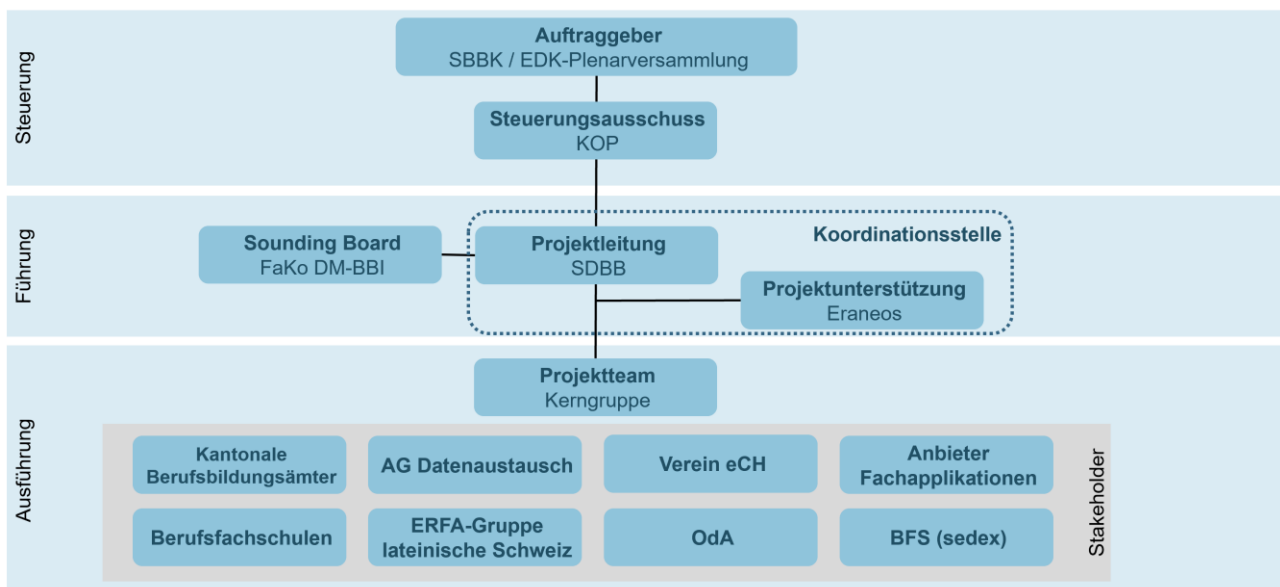 Steuerung
Auftraggeber
SBBK / EDK-Plenarversammlung
Steuerungsausschuss
KOP
Führung
Sounding Board
FaKo DM-BBI
Projektleitung
SDBB
Koordinationsstelle
Projektunterstützung
Eraneos
Ausführung
Projektteam
Kerngruppe
Kantonale
Berufsbildungsämter
AG Datenaustausch
Verein eCH
Anbieter
Fachapplikationen
Berufsfachschulen
ERFA-Gruppe
lateinische Schweiz
OdA
BFS (sedex)
Stakeholder